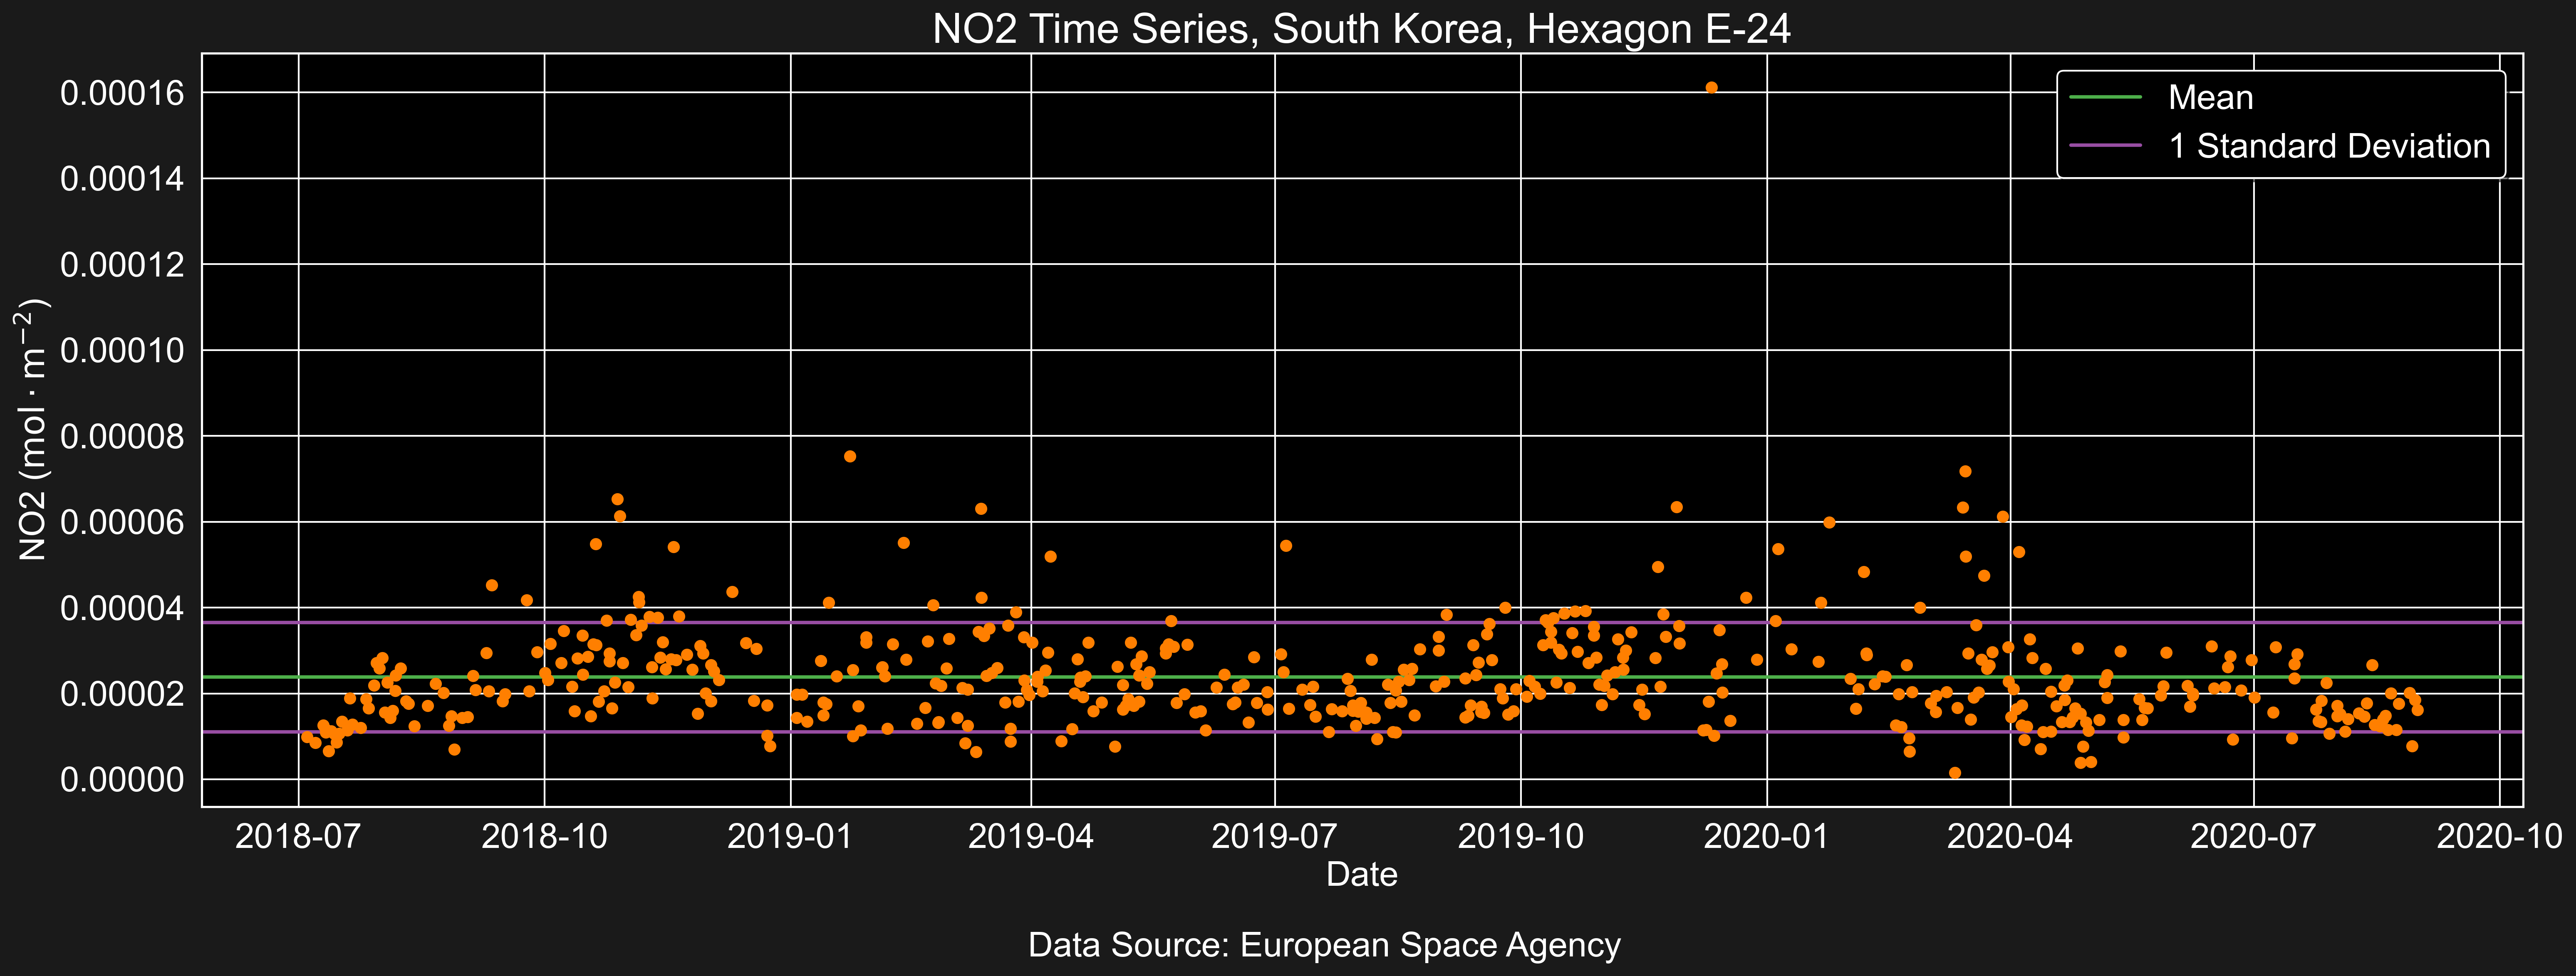 NO2 Time Series, South Korea, Hexagon E-24
Mean
1 Standard Deviation
NO2 (mol · m⁻²)
0.00016
0.00014
0.00012
0.00010
0.00008
0.00006
0.00004
0.00002
0.00000
2018-07 2018-10 2019-01 2019-04 2019-07 2019-10 2020-01 2020-04 2020-07 2020-10
Date
Data Source: European Space Agency